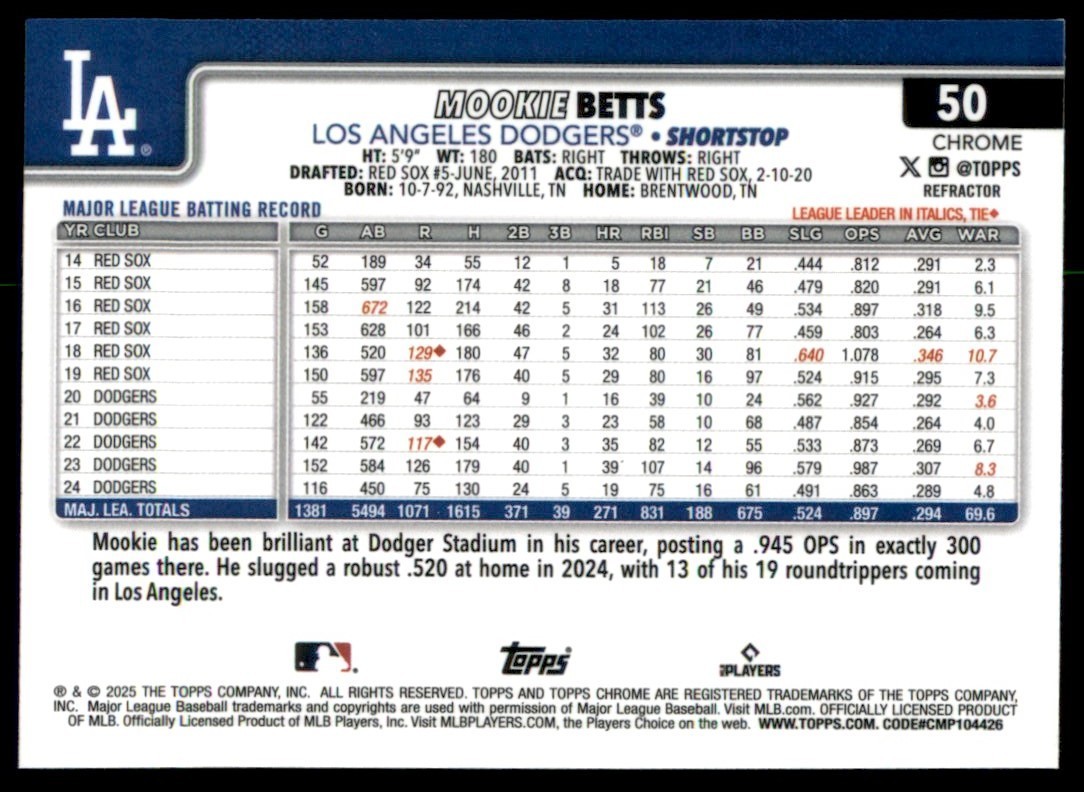 LA®
MOOKIE BETTS
50
LOS ANGELES DODGERS® • SHORTSTOP
CHROME
HT: 5'9" WT: 180 BATS: RIGHT THROWS: RIGHT
X @TOPPS
DRAFTED: RED SOX #5-JUNE, 2011 ACQ: TRADE WITH RED SOX, 2-10-20
REFRACTOR
BORN: 10-7-92, NASHVILLE, TN HOME: BRENTWOOD, TN
MAJOR LEAGUE BATTING RECORD LEAGUE LEADER IN ITALICS, TIE♦
YR CLUB G AB R H 2B 3B HR RBI SB BB SLG OPS AVG WAR
14 RED SOX 52 189 34 55 12 1 5 18 7 21 .444 .812 .291 2.3
15 RED SOX 145 597 92 174 42 8 18 77 21 46 .479 .820 .291 6.1
16 RED SOX 158 672 122 214 42 5 31 113 26 49 .534 .897 .318 9.5
17 RED SOX 153 628 101 166 46 2 24 102 26 77 .459 .803 .264 6.3
18 RED SOX 136 520 129♦ 180 47 5 32 80 30 81 .640 1.078 .346 10.7
19 RED SOX 150 597 135 176 40 5 29 80 16 97 .524 .915 .295 7.3
20 DODGERS 55 219 47 64 9 1 16 39 10 24 .562 .927 .292 3.6
21 DODGERS 122 466 93 123 29 3 23 58 10 68 .487 .854 .264 4.0
22 DODGERS 142 572 117♦ 154 40 3 35 82 12 55 .533 .873 .269 6.7
23 DODGERS 152 584 126 179 40 1 39 107 14 96 .579 .987 .307 8.3
24 DODGERS 116 450 75 130 24 5 19 75 16 61 .491 .863 .289 4.8
MAJ. LEA. TOTALS 1381 5494 1071 1615 371 39 271 831 188 675 .524 .897 .294 69.6
Mookie has been brilliant at Dodger Stadium in his career, posting a .945 OPS in exactly 300
games there. He slugged a robust .520 at home in 2024, with 13 of his 19 roundtrippers coming
in Los Angeles.
Topps PLAYERS
® & © 2025 THE TOPPS COMPANY, INC. ALL RIGHTS RESERVED. TOPPS AND TOPPS CHROME ARE REGISTERED TRADEMARKS OF THE TOPPS COMPANY,
INC. Major League Baseball trademarks and copyrights are used with permission of Major League Baseball. Visit MLB.com. OFFICIALLY LICENSED PRODUCT
OF MLB. Officially Licensed Product of MLB Players, Inc. Visit MLBPLAYERS.COM, the Players Choice on the web. WWW.TOPPS.COM. CODE#CMP104426